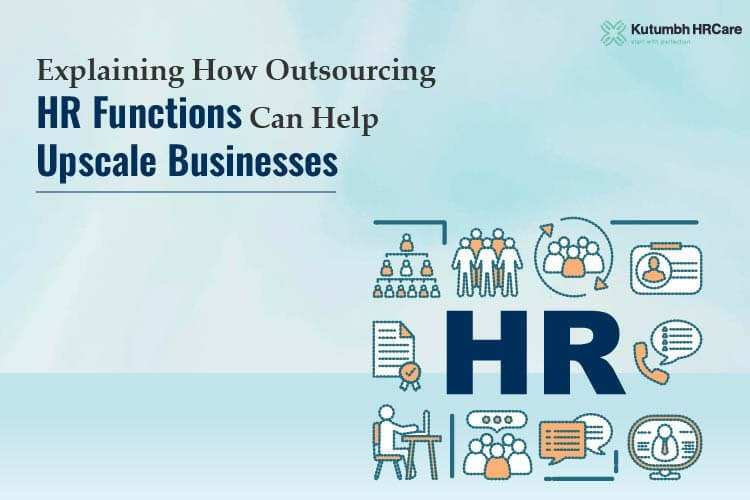 Kutumbh HRCare
start with perfection
Explaining How Outsourcing
HR Functions Can Help
Upscale Businesses
HR